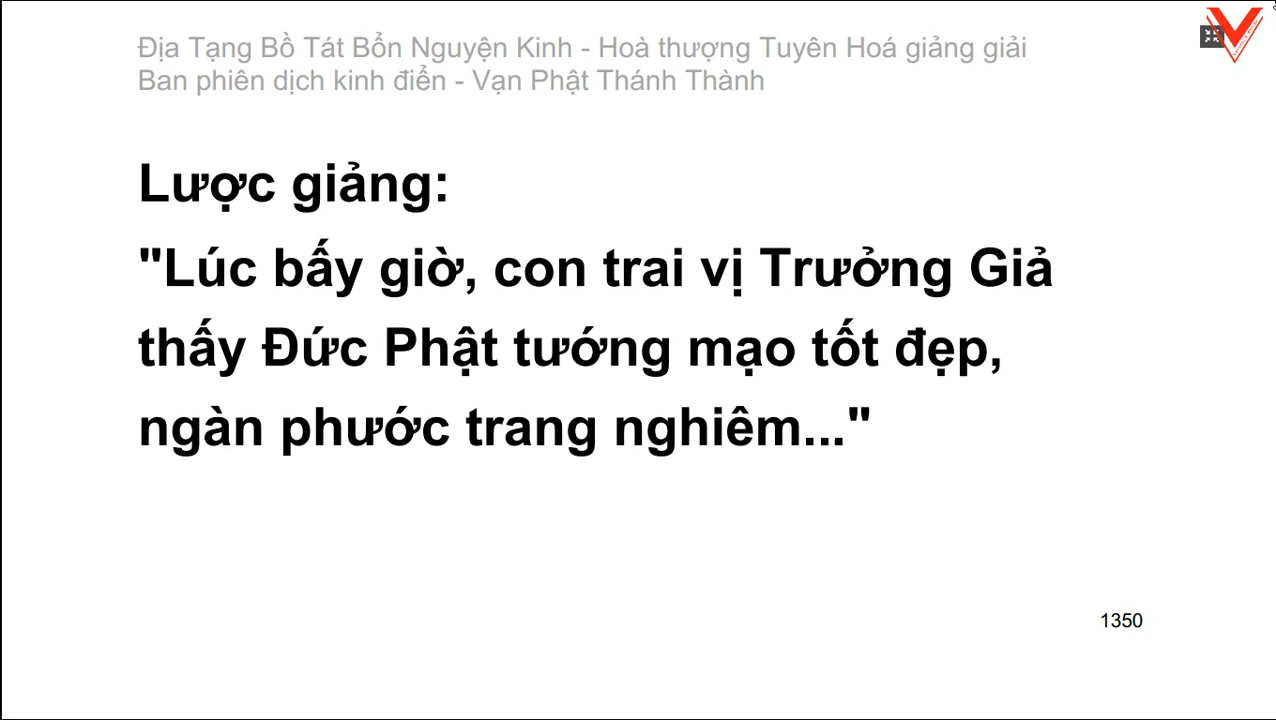 Địa Tạng Bồ Tát Bổn Nguyện Kinh - Hoà thượng Tuyên Hoá giảng giải
Ban phiên dịch kinh điển - Vạn Phật Thánh Thành
Lược giảng:
"Lúc bấy giờ, con trai vị Trưởng Giả
thấy Đức Phật tướng mạo tốt đẹp,
ngàn phước trang nghiêm..."
1350